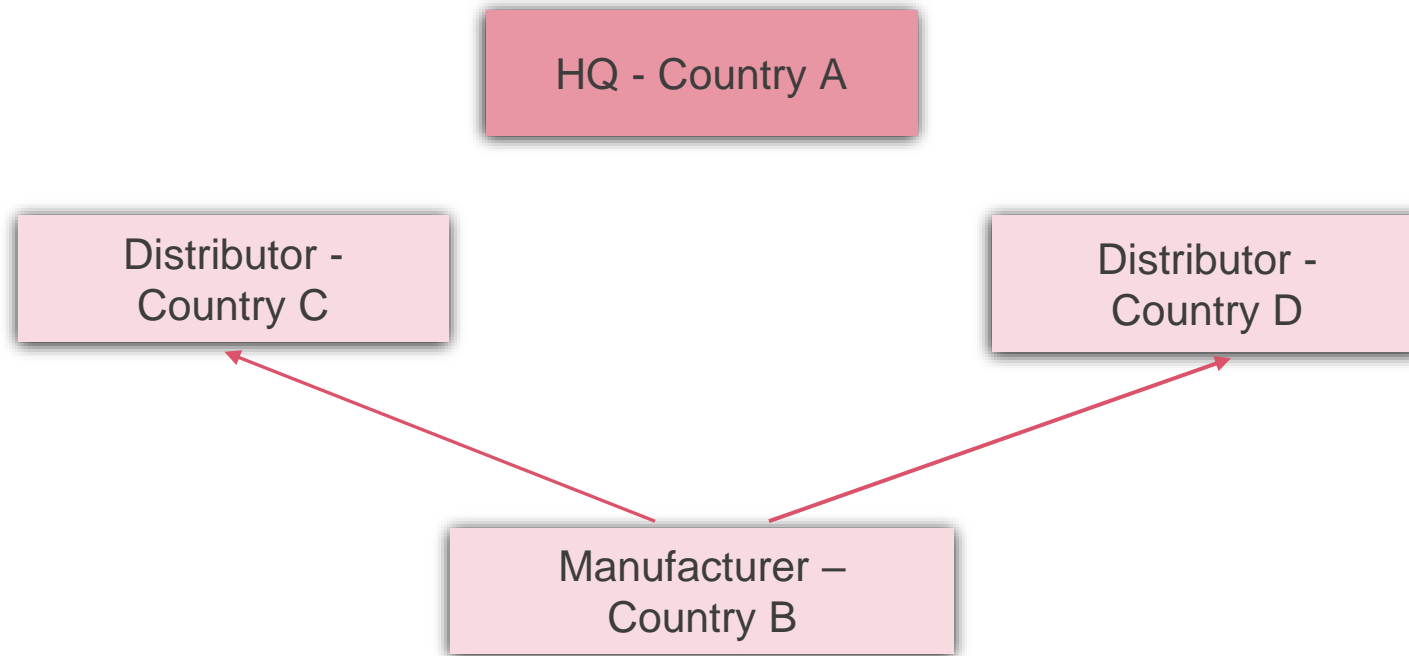 HQ - Country A
Distributor -
Country C
Distributor -
Country D
Manufacturer –
Country B